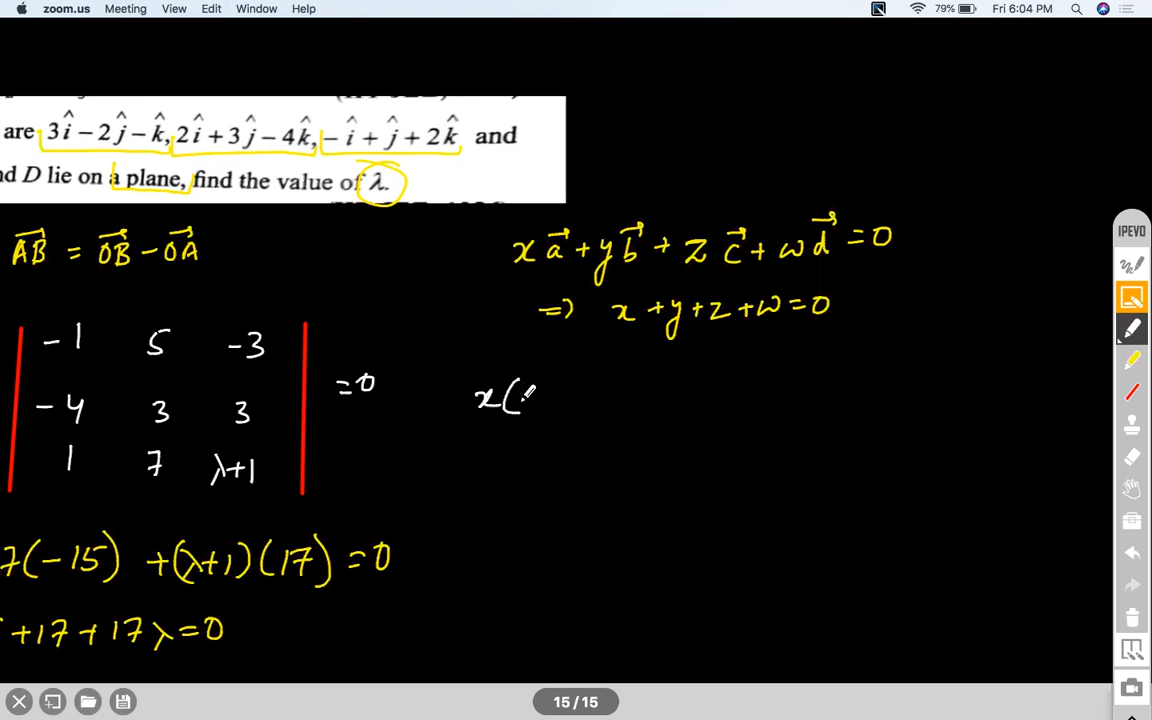 zoom.us Meeting View Edit Window Help 79% Fri 6:04 PM
are 3î − 2ĵ − k̂, 2î + 3ĵ − 4k̂, − î + ĵ + 2k̂ and
nd D lie on a plane, find the value of λ.
AB⃗ = OB⃗ − OA⃗
x a⃗ + y b⃗ + z c⃗ + w d⃗ = 0
⇒ x + y + z + w = 0
-1 5 -3
-4 3 3 = 0
1 7 λ+1
x(
7(-15) + (λ+1)(17) = 0
+17 + 17λ = 0
IPEVO
15 / 15